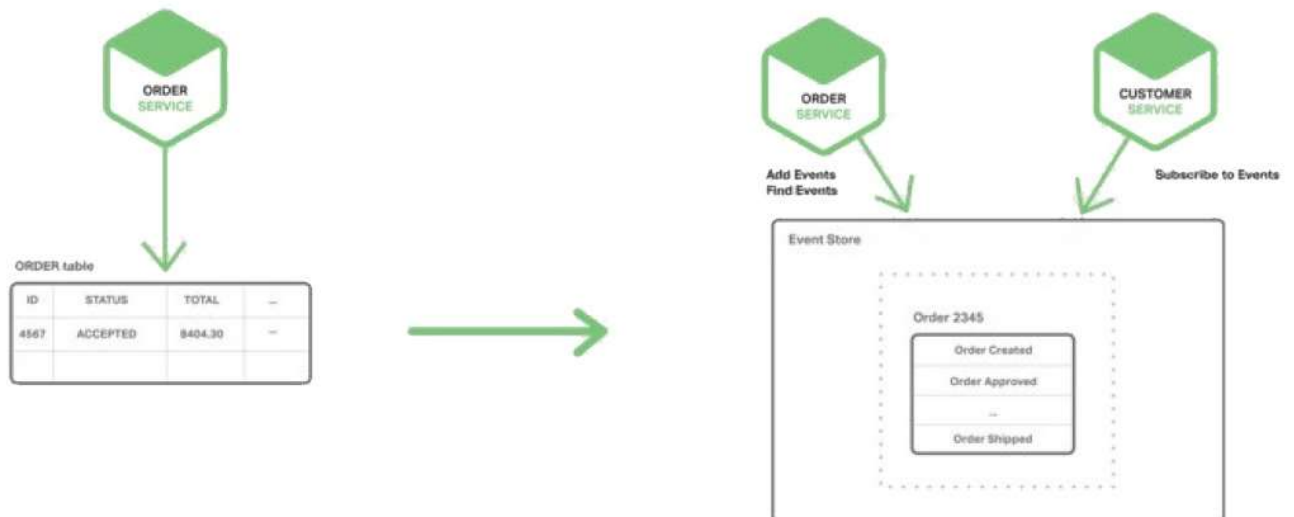 ORDER
SERVICE
ORDER table
ID STATUS TOTAL ...
4567 ACCEPTED 8404.30 ...
ORDER
SERVICE
CUSTOMER
SERVICE
Add Events
Find Events
Subscribe to Events
Event Store
Order 2345
Order Created
Order Approved
...
Order Shipped